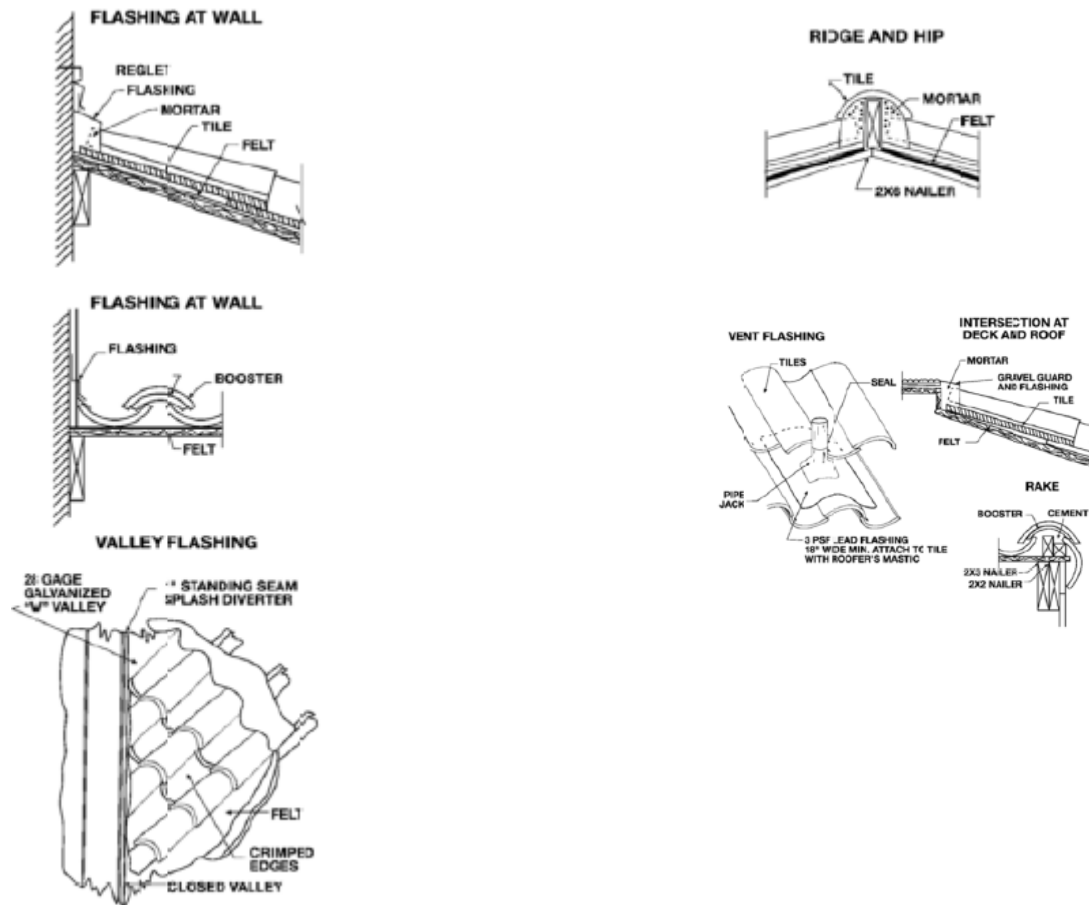 FLASHING AT WALL
REGLET
FLASHING
MORTAR
TILE
FELT
FLASHING AT WALL
FLASHING
BOOSTER
FELT
VALLEY FLASHING
26 GAGE
GALVANIZED
"W" VALLEY
1" STANDING SEAM
SPLASH DIVERTER
FELT
CRIMPED
EDGES
CLOSED VALLEY
RIDGE AND HIP
TILE
MORTAR
FELT
2X6 NAILER
VENT FLASHING
TILES
SEAL
PIPE
JACK
3 PSF LEAD FLASHING
18" WIDE MIN. ATTACH TO TILE
WITH ROOFER'S MASTIC
INTERSECTION AT
DECK AND ROOF
MORTAR
GRAVEL GUARD
AND FLASHING
TILE
FELT
RAKE
BOOSTER
CEMENT
2X3 NAILER
2X2 NAILER